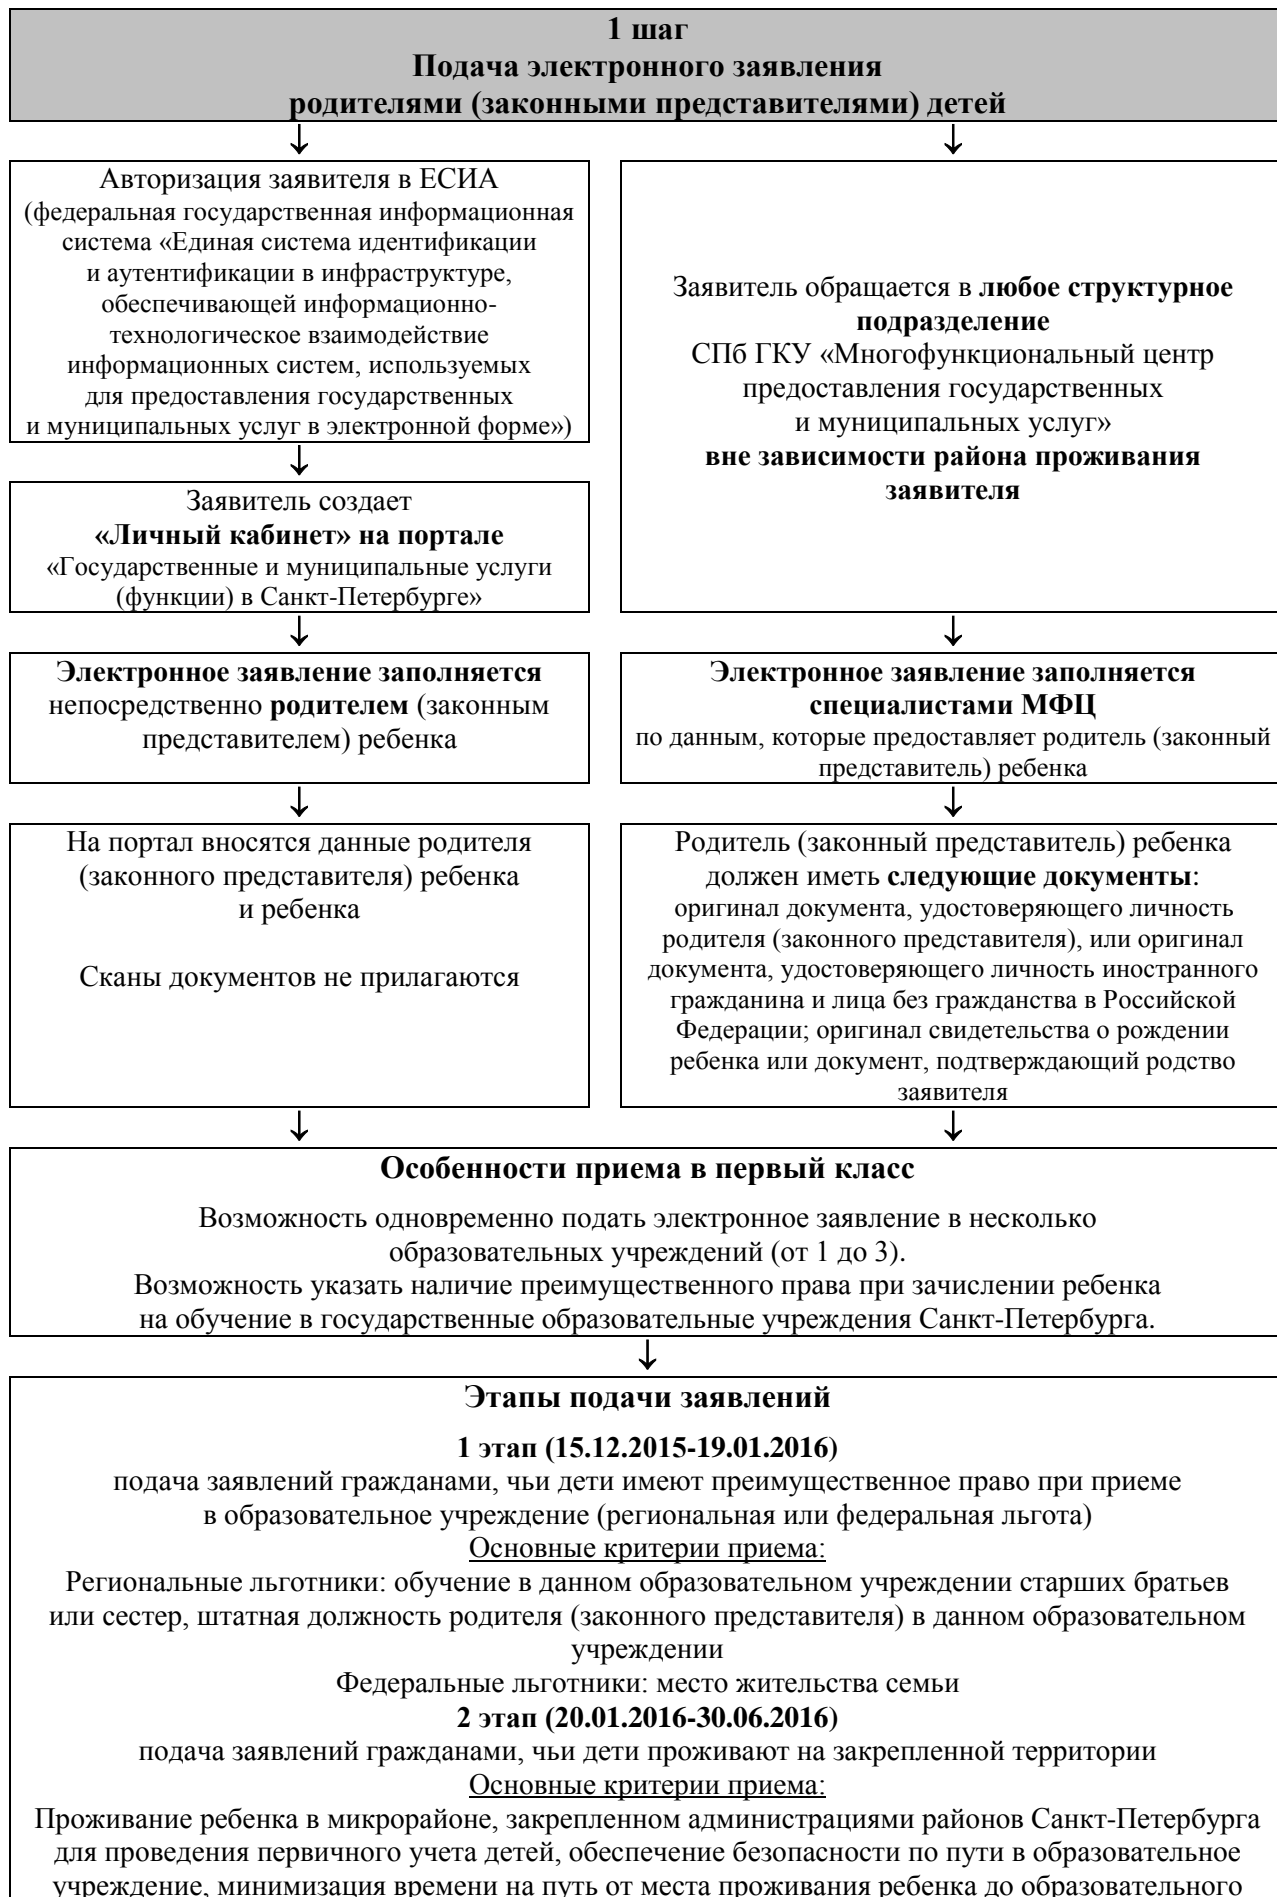 1 шаг
Подача электронного заявления
родителями (законными представителями) детей
Авторизация заявителя в ЕСИА
(федеральная государственная информационная
система «Единая система идентификации
и аутентификации в инфраструктуре,
обеспечивающей информационно-
технологическое взаимодействие
информационных систем, используемых
для предоставления государственных
и муниципальных услуг в электронной форме»)
Заявитель создает
«Личный кабинет» на портале
«Государственные и муниципальные услуги
(функции) в Санкт-Петербурге»
Электронное заявление заполняется
непосредственно родителем (законным
представителем) ребенка
На портал вносятся данные родителя
(законного представителя) ребенка
и ребенка
Сканы документов не прилагаются
Заявитель обращается в любое структурное
подразделение
СПб ГКУ «Многофункциональный центр
предоставления государственных
и муниципальных услуг»
вне зависимости района проживания
заявителя
Электронное заявление заполняется
специалистами МФЦ
по данным, которые предоставляет родитель (законный
представитель) ребенка
Родитель (законный представитель) ребенка
должен иметь следующие документы:
оригинал документа, удостоверяющего личность
родителя (законного представителя), или оригинал
документа, удостоверяющего личность иностранного
гражданина и лица без гражданства в Российской
Федерации; оригинал свидетельства о рождении
ребенка или документ, подтверждающий родство
заявителя
Особенности приема в первый класс
Возможность одновременно подать электронное заявление в несколько
образовательных учреждений (от 1 до 3).
Возможность указать наличие преимущественного права при зачислении ребенка
на обучение в государственные образовательные учреждения Санкт-Петербурга.
Этапы подачи заявлений
1 этап (15.12.2015-19.01.2016)
подача заявлений гражданами, чьи дети имеют преимущественное право при приеме
в образовательное учреждение (региональная или федеральная льгота)
Основные критерии приема:
Региональные льготники: обучение в данном образовательном учреждении старших братьев
или сестер, штатная должность родителя (законного представителя) в данном образовательном
учреждении
Федеральные льготники: место жительства семьи
2 этап (20.01.2016-30.06.2016)
подача заявлений гражданами, чьи дети проживают на закрепленной территории
Основные критерии приема:
Проживание ребенка в микрорайоне, закрепленном администрациями районов Санкт-Петербурга
для проведения первичного учета детей, обеспечение безопасности по пути в образовательное
учреждение, минимизация времени на путь от места проживания ребенка до образовательного